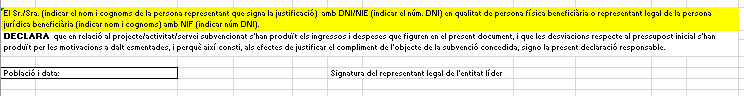 El Sr./Sra. (indicar el nom i cognoms de la persona representant que signa la justificació) amb DNI/NIE (indicar el núm. DNI) en qualitat de persona física beneficiària o representant legal de la persona
jurídica beneficiària (indicar nom i cognoms) amb NIF (indicar núm DNI).
DECLARA que en relació al projecte/activitat/servei subvencionat s'han produït els ingressos i despeses que figuren en el present document, i que les desviacions respecte al pressupost inicial s'han
produït per les motivacions a dalt esmentades, i perquè així consti, als efectes de justificar el compliment de l'objecte de la subvenció concedida, signo la present declaració responsable.
Població i data:
Signatura del representant legal de l'entitat líder